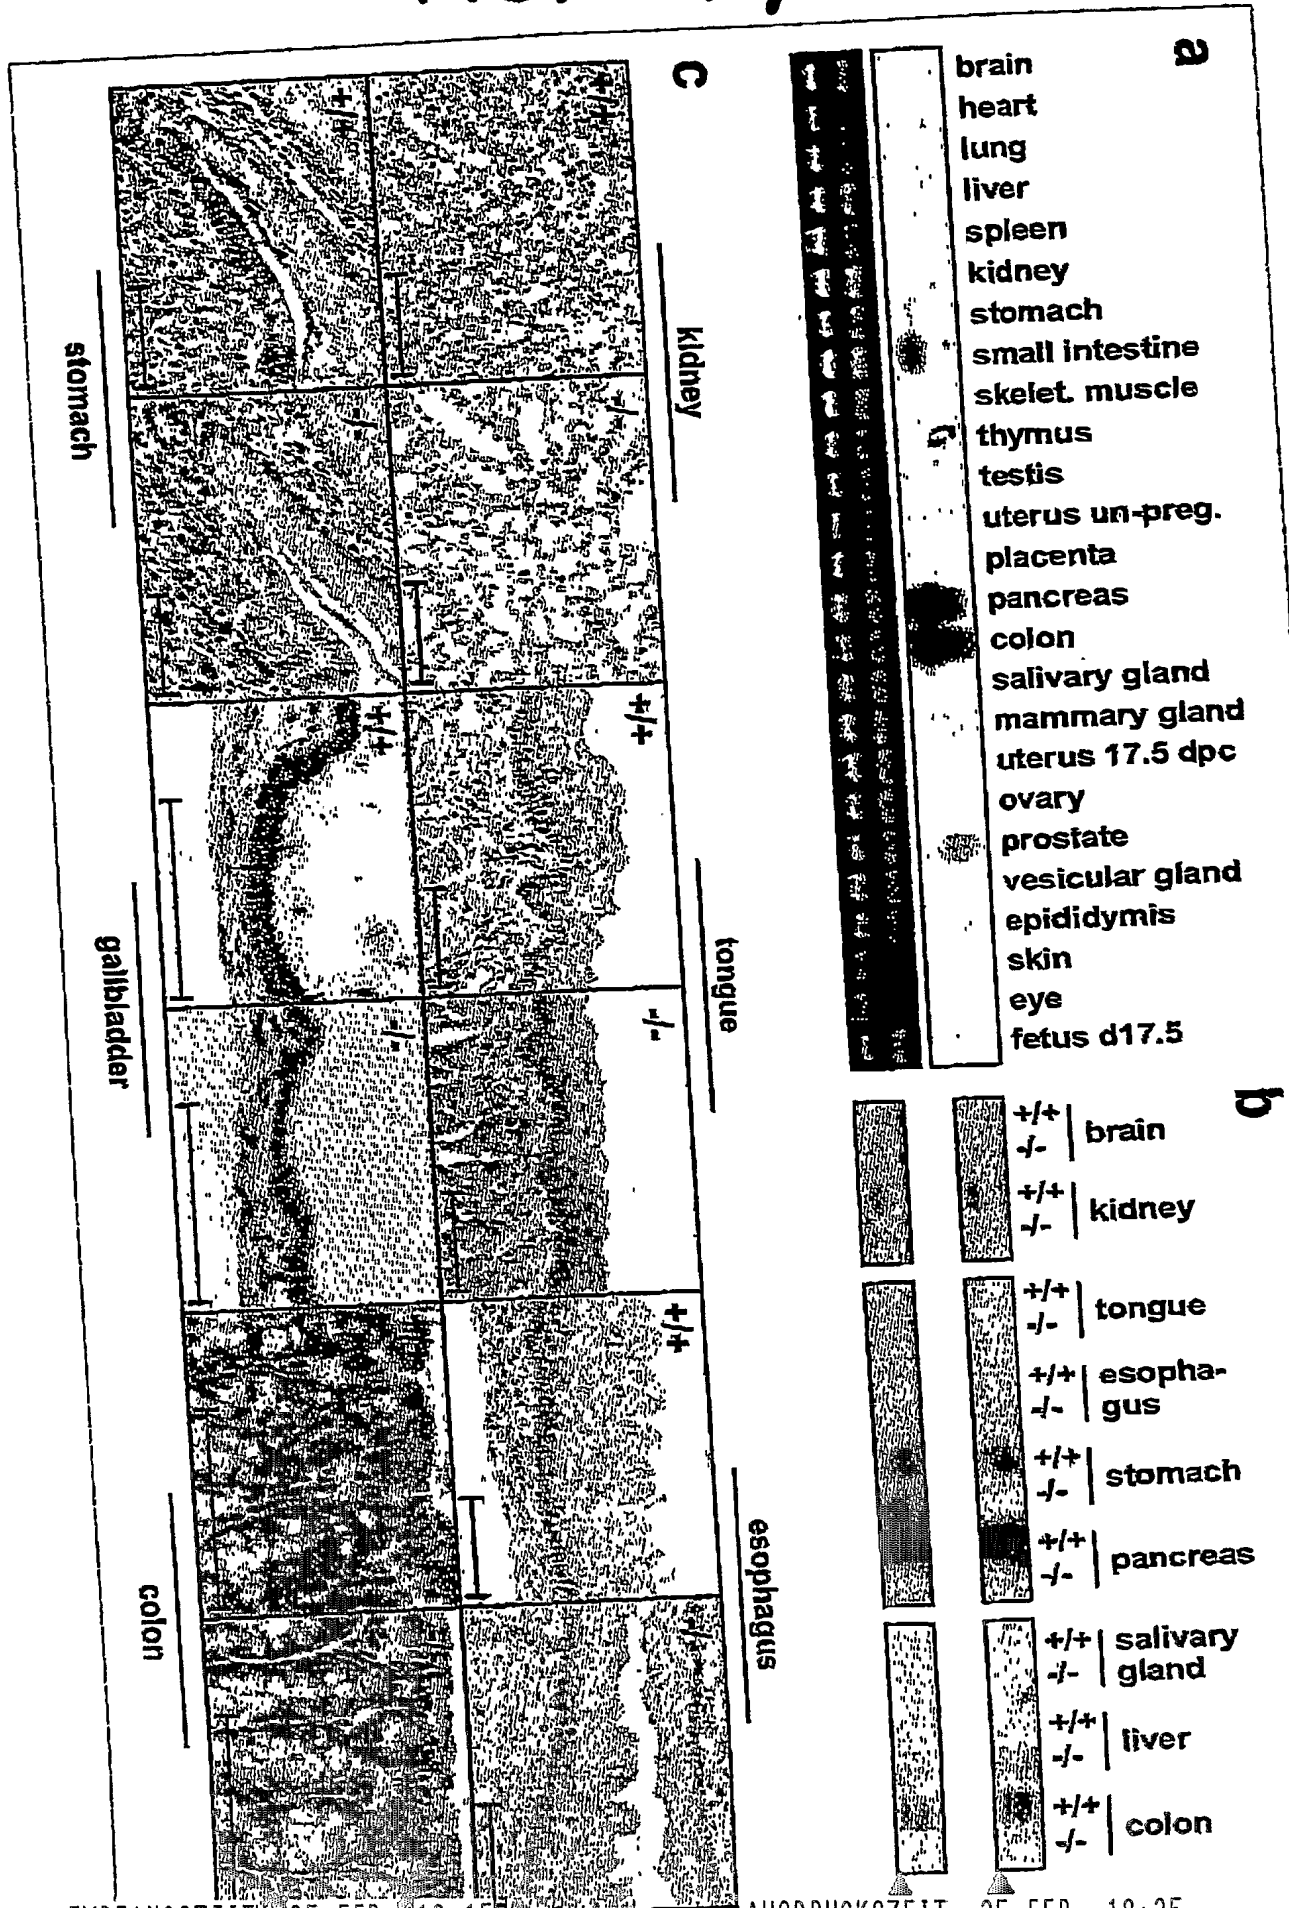 a
brain
heart
lung
liver
spleen
kidney
stomach
small intestine
skelet. muscle
thymus
testis
uterus un-preg.
placenta
pancreas
colon
salivary gland
mammary gland
uterus 17.5 dpc
ovary
prostate
vesicular gland
epididymis
skin
eye
fetus d17.5
b
+/+
-/-
brain
+/+
-/-
kidney
+/+
-/-
tongue
+/+
-/-
esopha-
gus
+/+
-/-
stomach
+/+
-/-
pancreas
+/+
-/-
salivary
gland
+/+
-/-
liver
+/+
-/-
colon
c
kidney
+/+
-/-
tongue
+/+
-/-
esophagus
+/+
stomach
+/+
-/-
gallbladder
+/+
-/-
colon